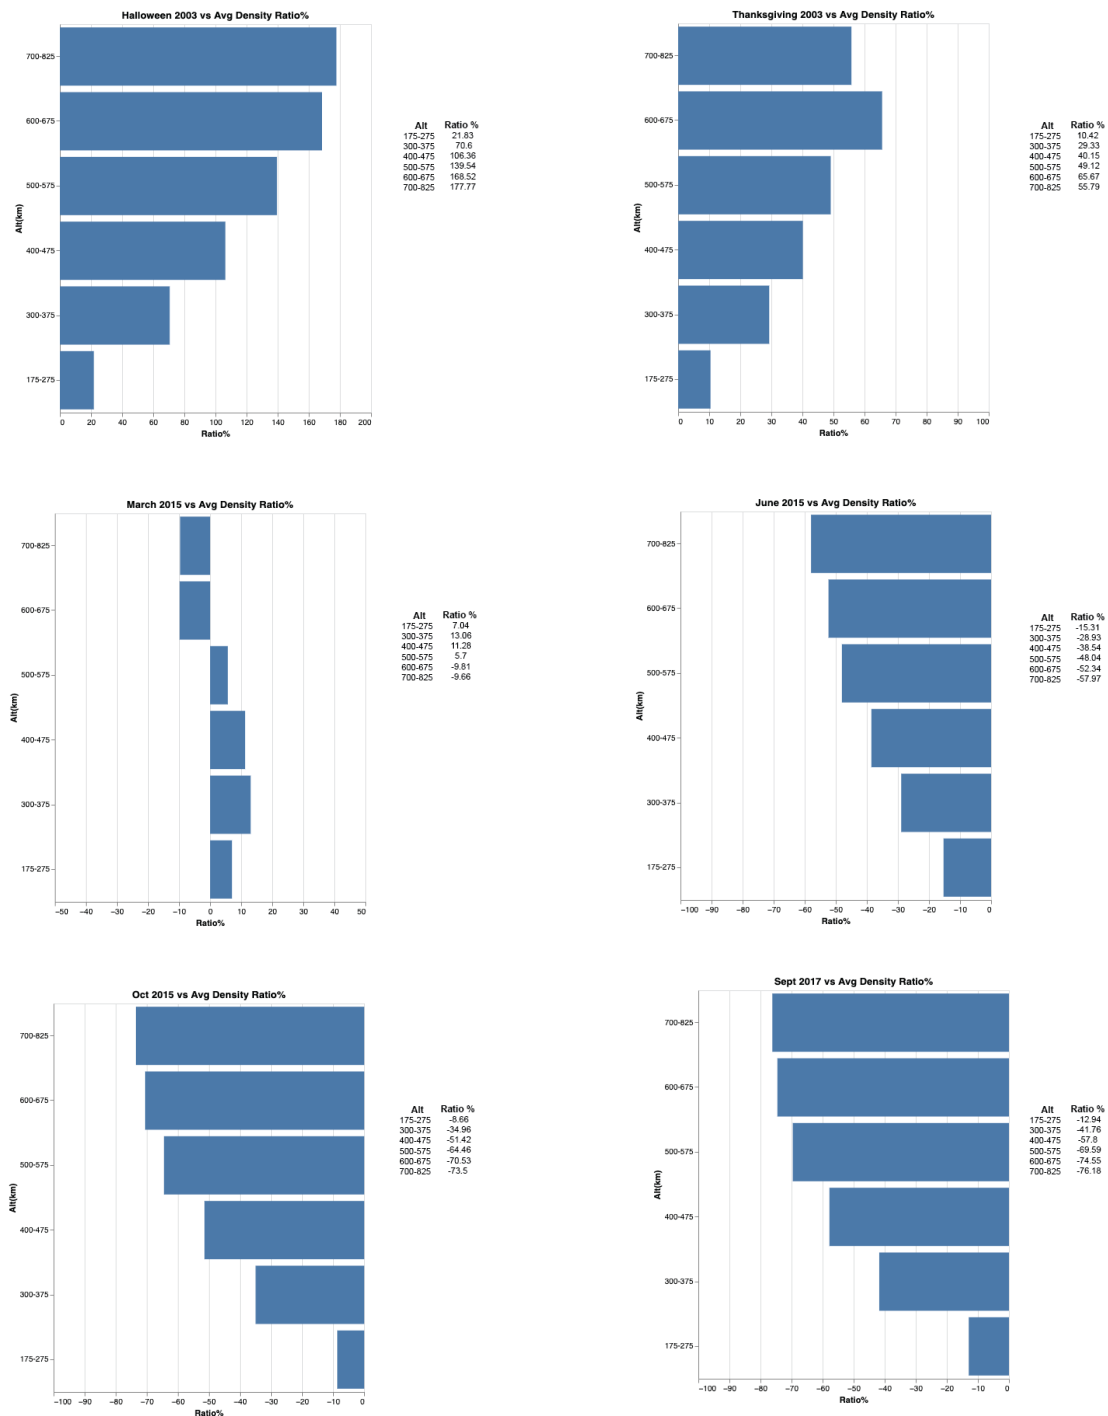 Halloween 2003 vs Avg Density Ratio%
700-825
600-675
500-575
400-475
300-375
175-275
Alt(km)
0 20 40 60 80 100 120 140 160 180 200
Ratio%
Alt Ratio %
175-275 21.83
300-375 70.6
400-475 106.36
500-575 139.54
600-675 168.52
700-825 177.77
Thanksgiving 2003 vs Avg Density Ratio%
700-825
600-675
500-575
400-475
300-375
175-275
Alt(km)
0 10 20 30 40 50 60 70 80 90 100
Ratio%
Alt Ratio %
175-275 10.42
300-375 29.33
400-475 40.15
500-575 49.12
600-675 65.67
700-825 55.79
March 2015 vs Avg Density Ratio%
700-825
600-675
500-575
400-475
300-375
175-275
Alt(km)
−50 −40 −30 −20 −10 0 10 20 30 40 50
Ratio%
Alt Ratio %
175-275 7.04
300-375 13.06
400-475 11.28
500-575 5.7
600-675 -9.81
700-825 -9.66
June 2015 vs Avg Density Ratio%
700-825
600-675
500-575
400-475
300-375
175-275
Alt(km)
−100 −90 −80 −70 −60 −50 −40 −30 −20 −10 0
Ratio%
Alt Ratio %
175-275 -15.31
300-375 -28.93
400-475 -38.54
500-575 -48.04
600-675 -52.34
700-825 -57.97
Oct 2015 vs Avg Density Ratio%
700-825
600-675
500-575
400-475
300-375
175-275
Alt(km)
−100 −90 −80 −70 −60 −50 −40 −30 −20 −10 0
Ratio%
Alt Ratio %
175-275 -8.66
300-375 -34.96
400-475 -51.42
500-575 -64.46
600-675 -70.53
700-825 -73.5
Sept 2017 vs Avg Density Ratio%
700-825
600-675
500-575
400-475
300-375
175-275
Alt(km)
−100 −90 −80 −70 −60 −50 −40 −30 −20 −10 0
Ratio%
Alt Ratio %
175-275 -12.94
300-375 -41.76
400-475 -57.8
500-575 -69.59
600-675 -74.55
700-825 -76.18